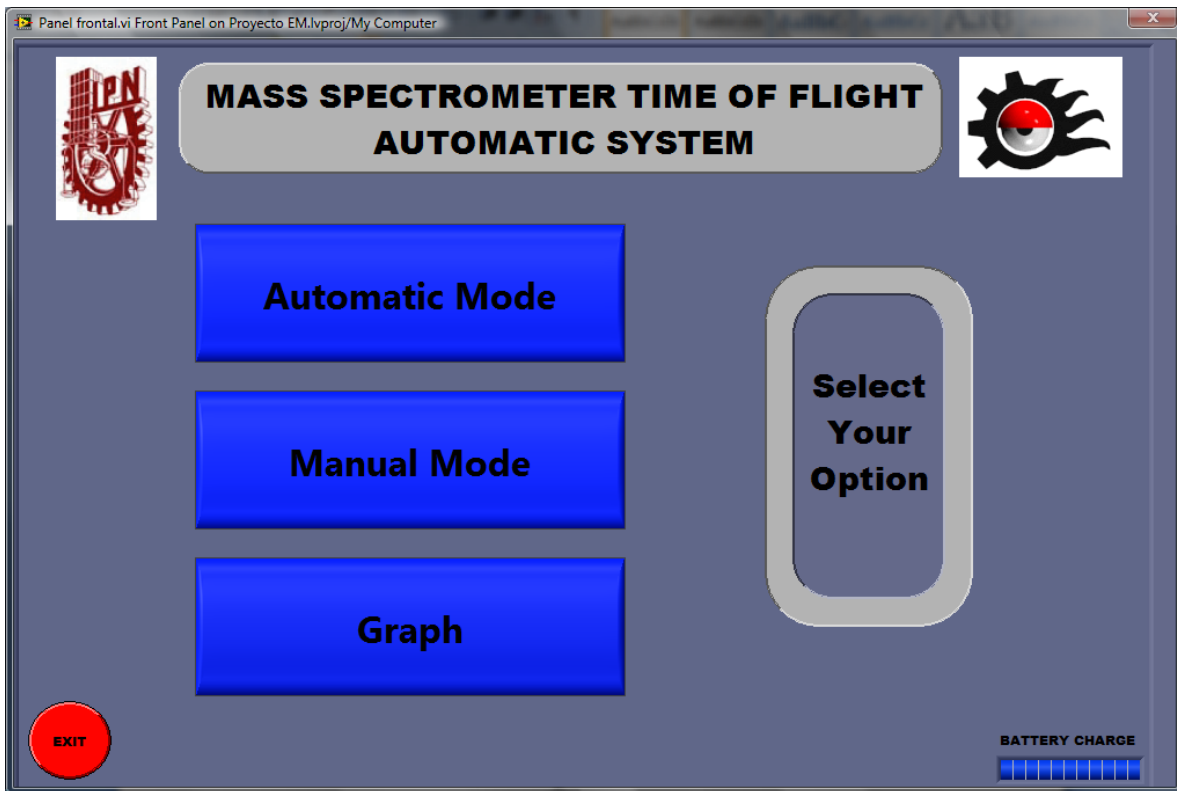 Panel frontal.vi Front Panel on Proyecto EM.lvproj/My Computer
IPN
MASS SPECTROMETER TIME OF FLIGHT
AUTOMATIC SYSTEM
Automatic Mode
Manual Mode
Graph
Select
Your
Option
EXIT
BATTERY CHARGE